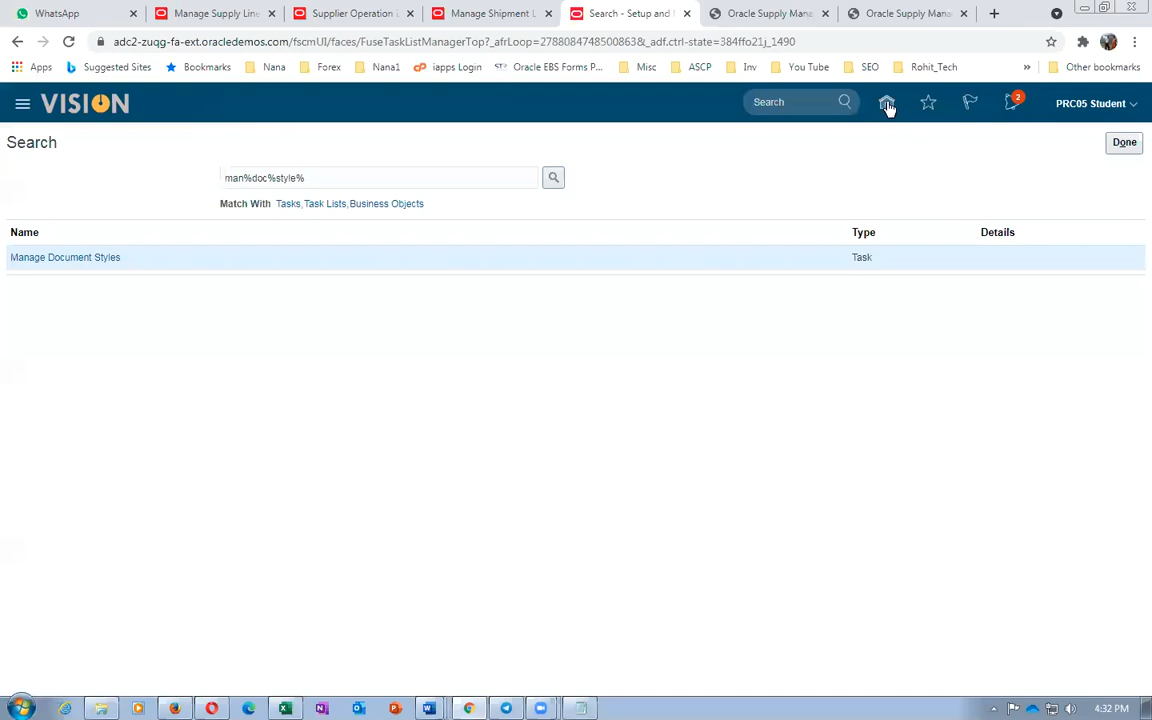 WhatsApp
Manage Supply Line
Supplier Operation i
Manage Shipment L
Search - Setup and
Oracle Supply Mana
Oracle Supply Mana
adc2-zuqg-fa-ext.oracledemos.com/fscmUI/faces/FuseTaskListManagerTop?_afrLoop=2788084748500863&_adf.ctrl-state=384ffo21j_1490
Apps
Suggested Sites
Bookmarks
Nana
Forex
Nana1
iapps Login
Oracle EBS Forms P...
Misc
ASCP
Inv
You Tube
SEO
Rohit_Tech
»
Other bookmarks
VISION
Search
2
PRC05 Student
Search
Done
man%doc%style%
Match With Tasks,Task Lists,Business Objects
Name Type Details
Manage Document Styles Task
4:32 PM